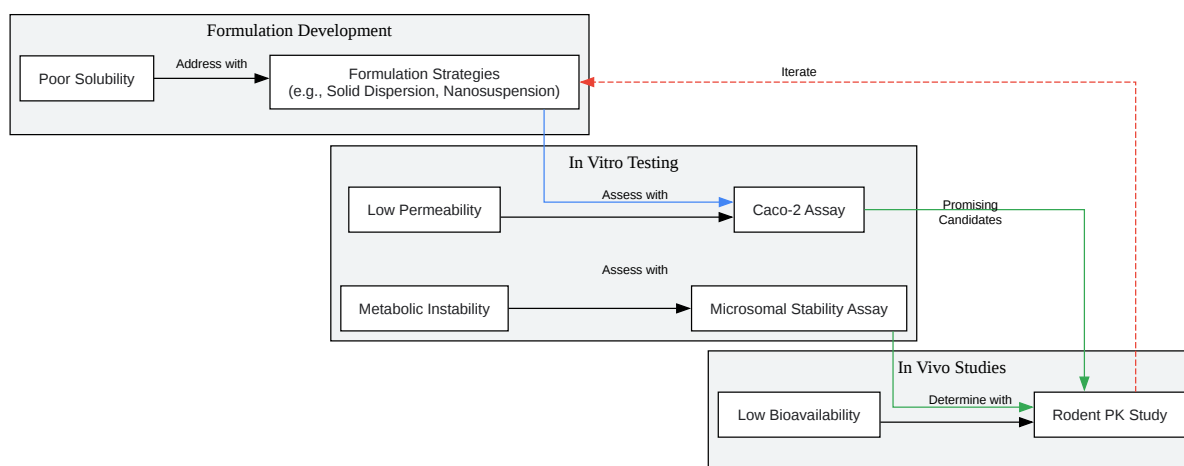 Formulation Development
Poor Solubility
Address with
Formulation Strategies
(e.g., Solid Dispersion, Nanosuspension)
Iterate
In Vitro Testing
Low Permeability
Assess with
Caco-2 Assay
Promising
Candidates
Assess with
Metabolic Instability
Microsomal Stability Assay
In Vivo Studies
Low Bioavailability
Determine with
Rodent PK Study